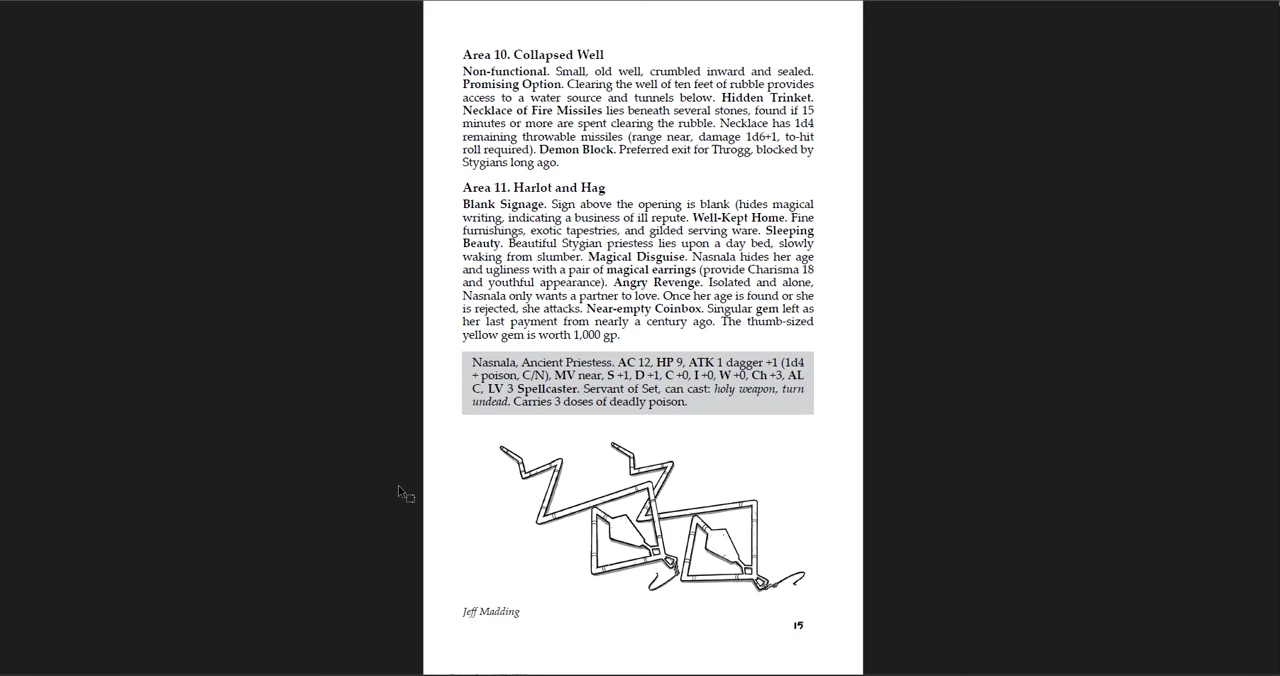 Area 10. Collapsed Well
Non-functional. Small, old well, crumbled inward and sealed.
Promising Option. Clearing the well of ten feet of rubble provides
access to a water source and tunnels below. Hidden Trinket.
Necklace of Fire Missiles lies beneath several stones, found if 15
minutes or more are spent clearing the rubble. Necklace has 1d4
remaining throwable missiles (range near, damage 1d6+1, to-hit
roll required). Demon Block. Preferred exit for Throgg, blocked by
Stygians long ago.
Area 11. Harlot and Hag
Blank Signage. Sign above the opening is blank (hides magical
writing, indicating a business of ill repute. Well-Kept Home. Fine
furnishings, exotic tapestries, and gilded serving ware. Sleeping
Beauty. Beautiful Stygian priestess lies upon a day bed, slowly
waking from slumber. Magical Disguise. Nasnala hides her age
and ugliness with a pair of magical earrings (provide Charisma 18
and youthful appearance). Angry Revenge. Isolated and alone,
Nasnala only wants a partner to love. Once her age is found or she
is rejected, she attacks. Near-empty Coinbox. Singular gem left as
her last payment from nearly a century ago. The thumb-sized
yellow gem is worth 1,000 gp.
Nasnala, Ancient Priestess. AC 12, HP 9, ATK 1 dagger +1 (1d4
+ poison, C/N), MV near, S +1, D +1, C +0, I +0, W +0, Ch +3, AL
C, LV 3 Spellcaster. Servant of Set, can cast: holy weapon, turn
undead. Carries 3 doses of deadly poison.
Jeff Madding
15